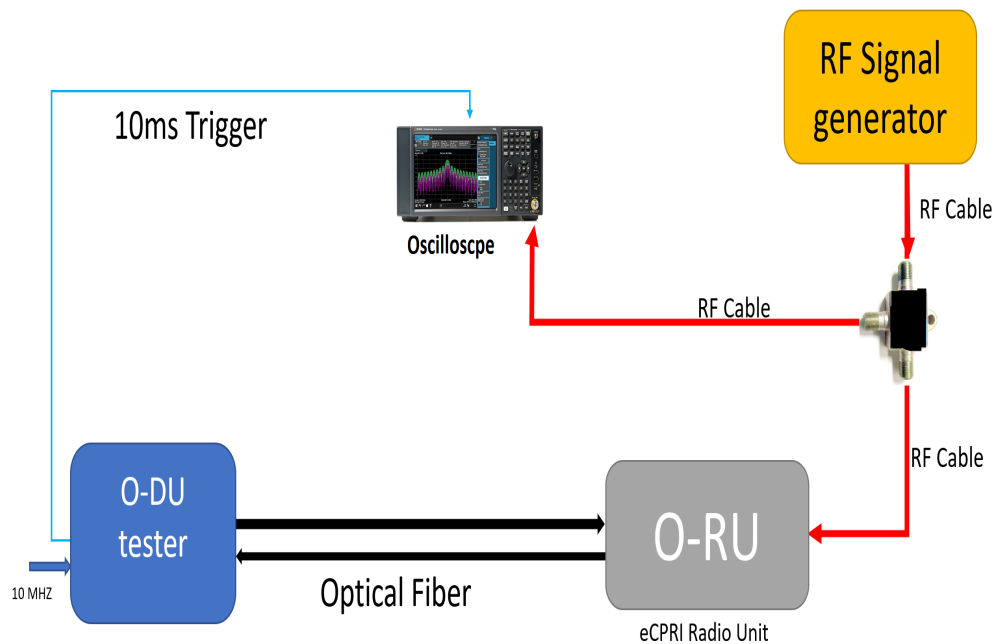 RF Signal
generator
10ms Trigger
RF Cable
Oscilloscpe
RF Cable
RF Cable
O-DU
tester
O-RU
10 MHZ
Optical Fiber
eCPRI Radio Unit